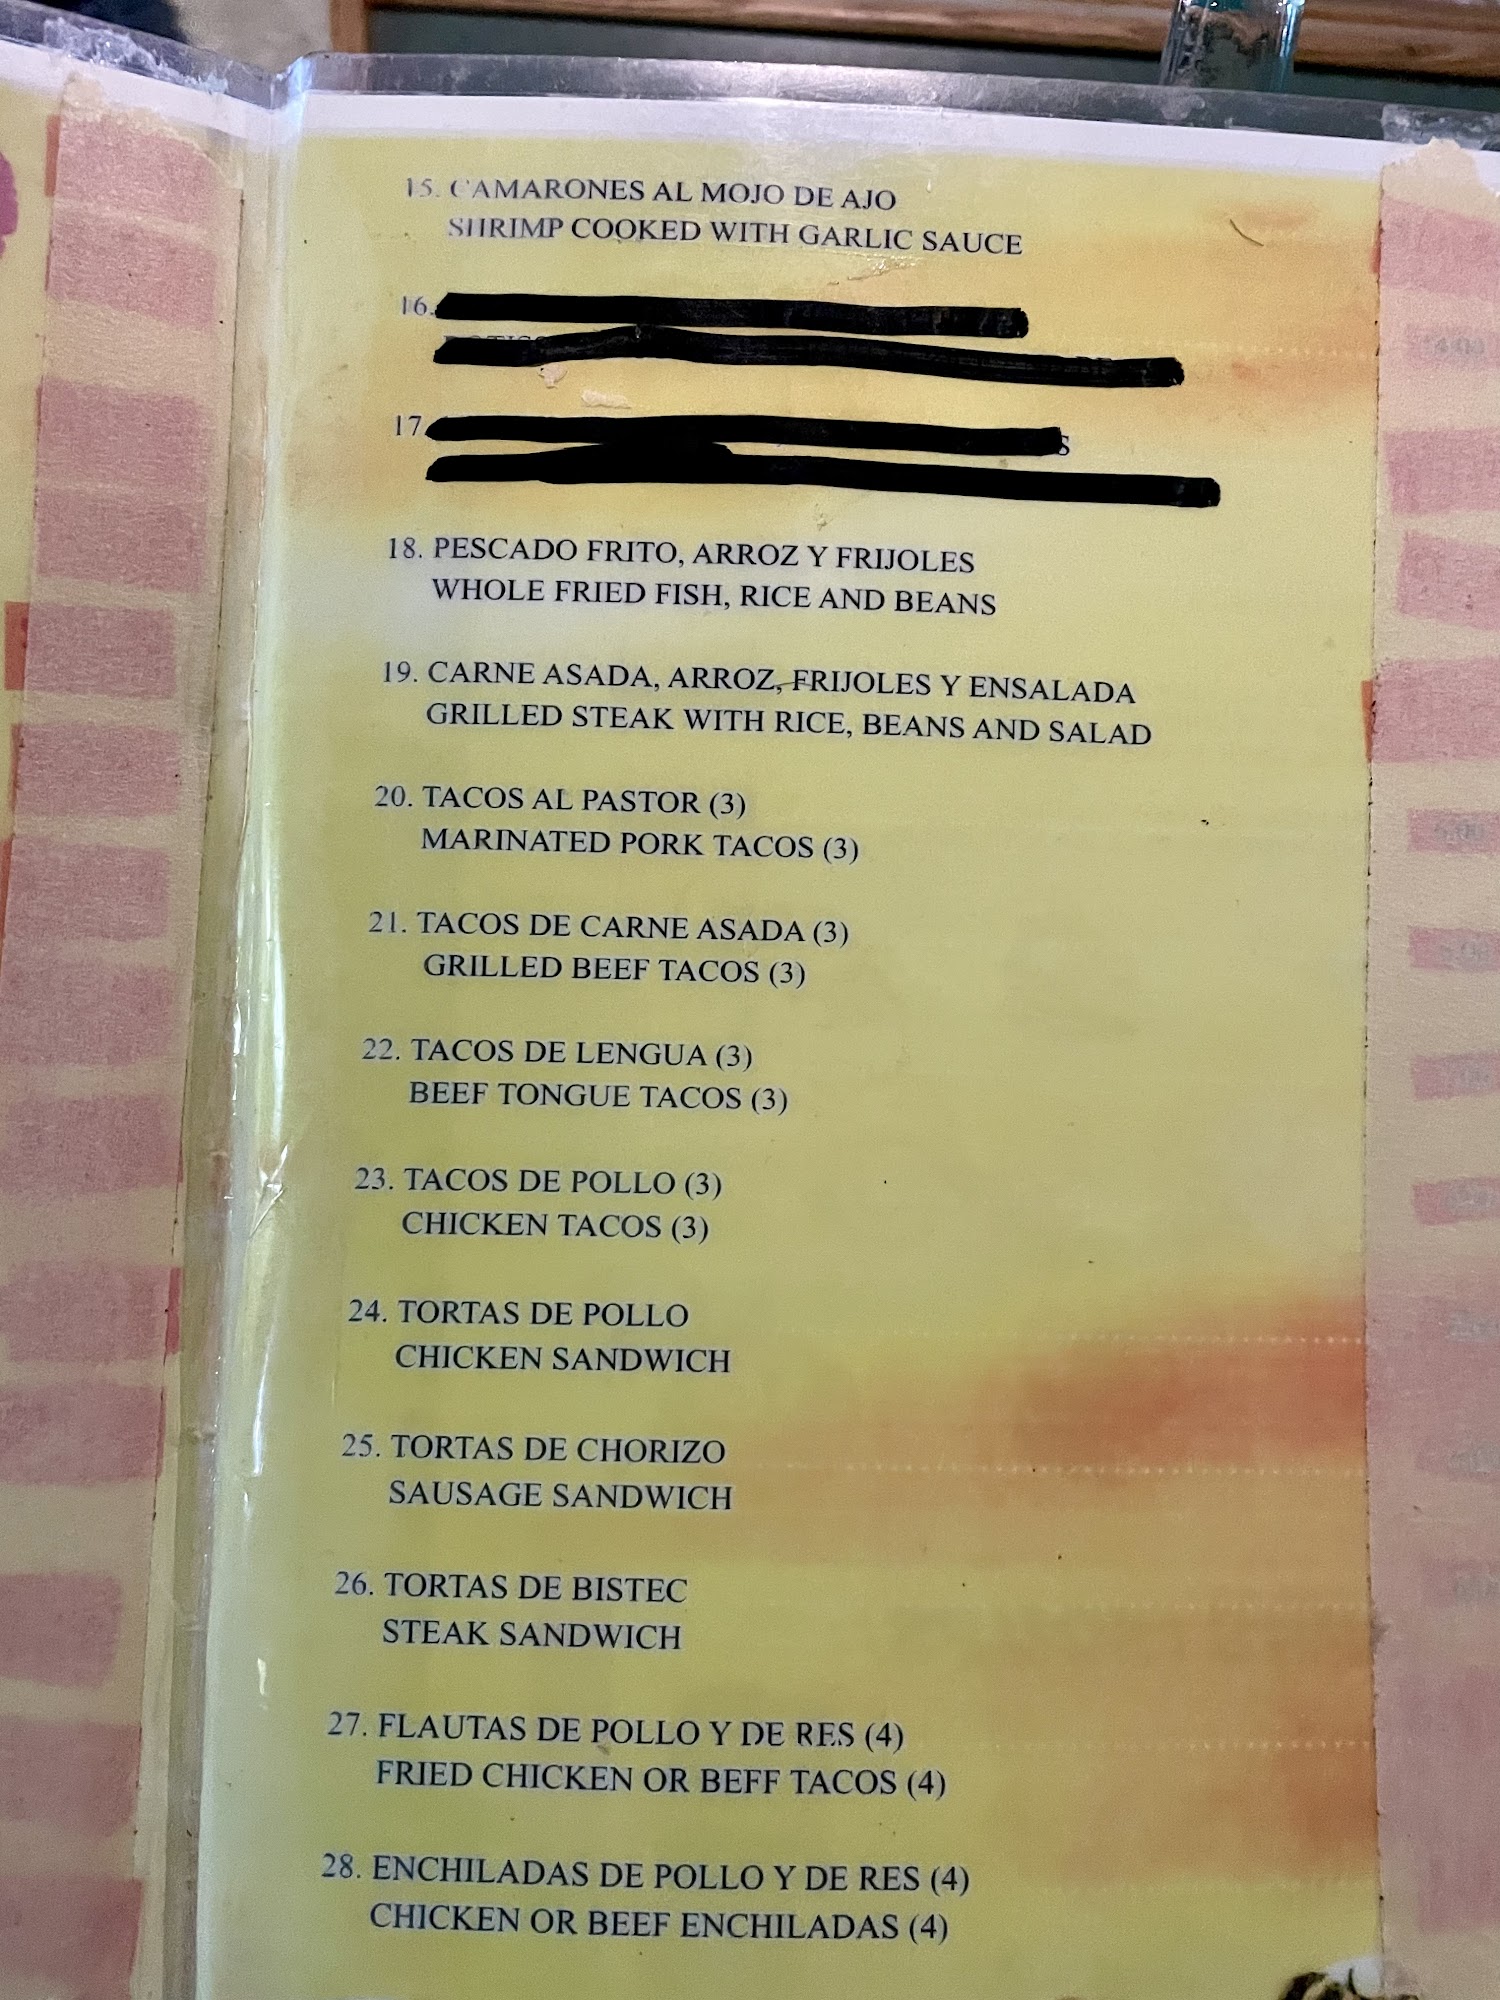 15. CAMARONES AL MOJO DE AJO
SHRIMP COOKED WITH GARLIC SAUCE
16.
17.
18. PESCADO FRITO, ARROZ Y FRIJOLES
WHOLE FRIED FISH, RICE AND BEANS
19. CARNE ASADA, ARROZ, FRIJOLES Y ENSALADA
GRILLED STEAK WITH RICE, BEANS AND SALAD
20. TACOS AL PASTOR (3)
MARINATED PORK TACOS (3)
21. TACOS DE CARNE ASADA (3)
GRILLED BEEF TACOS (3)
22. TACOS DE LENGUA (3)
BEEF TONGUE TACOS (3)
23. TACOS DE POLLO (3)
CHICKEN TACOS (3)
24. TORTAS DE POLLO
CHICKEN SANDWICH
25. TORTAS DE CHORIZO
SAUSAGE SANDWICH
26. TORTAS DE BISTEC
STEAK SANDWICH
27. FLAUTAS DE POLLO Y DE RES (4)
FRIED CHICKEN OR BEFF TACOS (4)
28. ENCHILADAS DE POLLO Y DE RES (4)
CHICKEN OR BEEF ENCHILADAS (4)